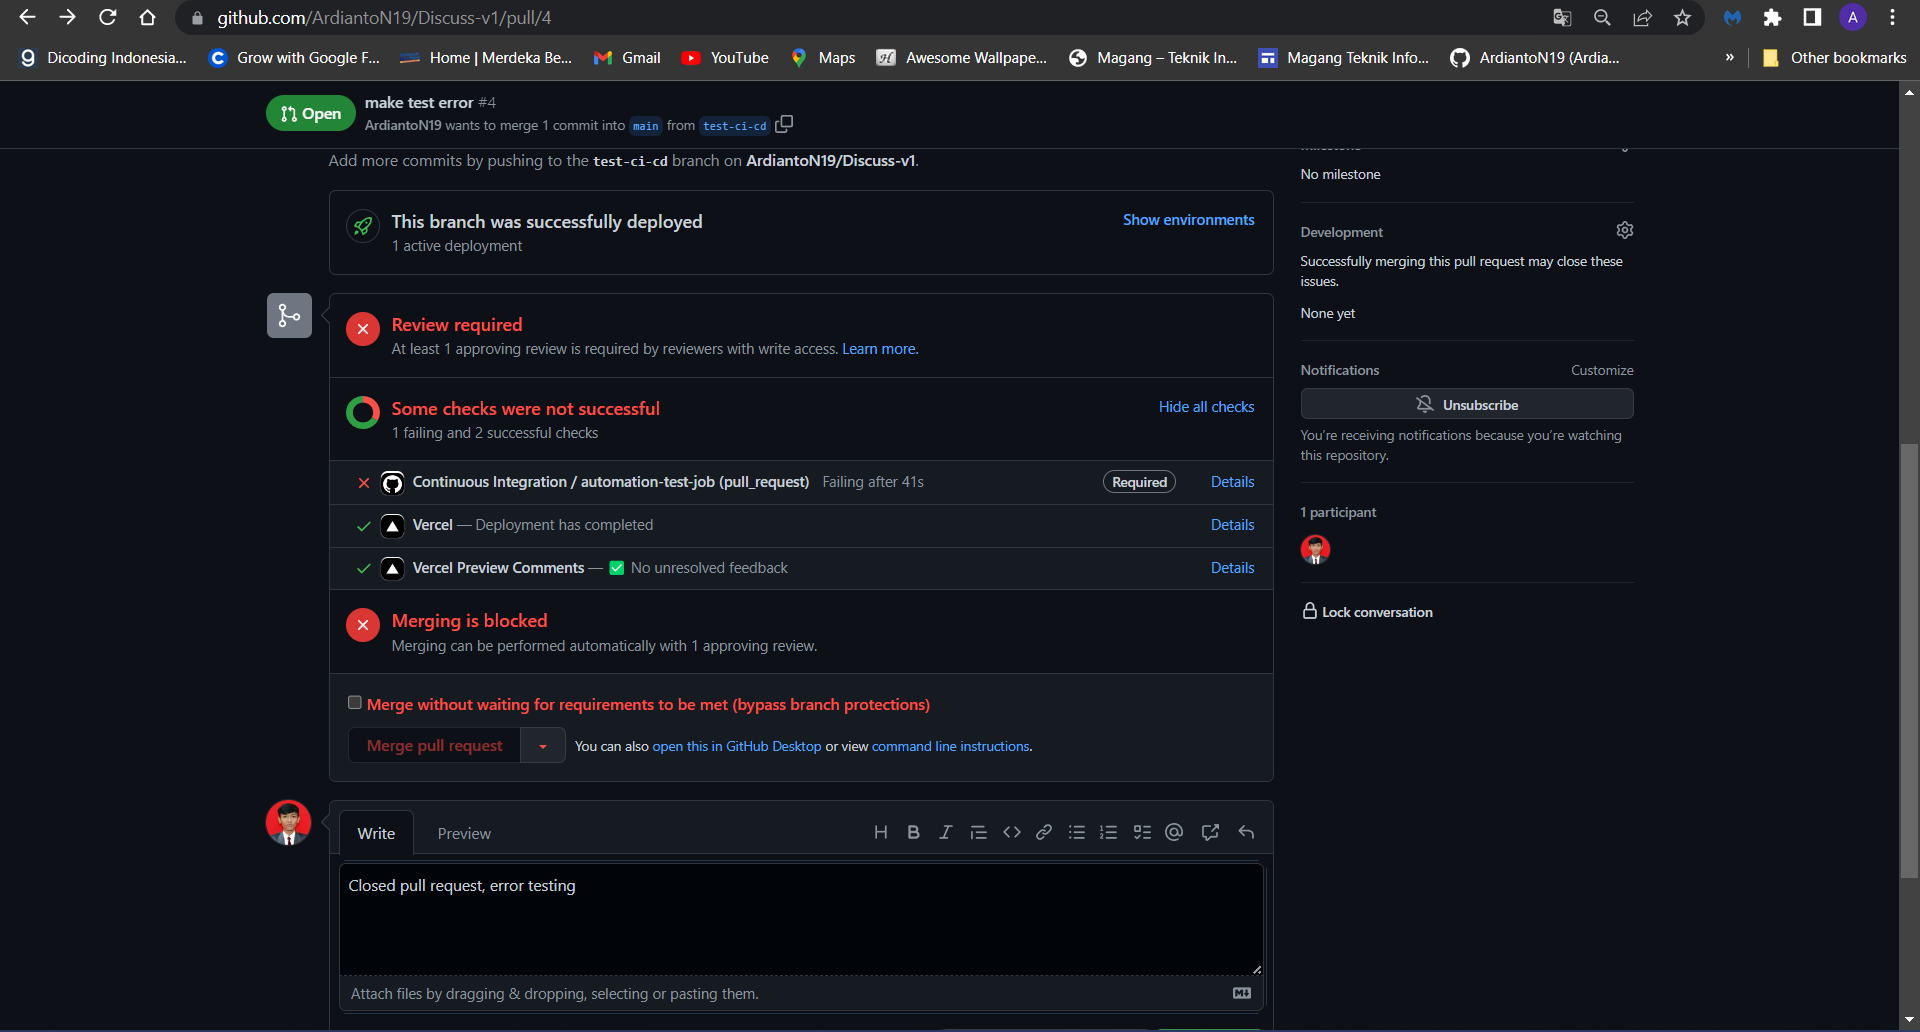 github.com/ArdiantoN19/Discuss-v1/pull/4
A
Dicoding Indonesia...
Grow with Google F...
Home | Merdeka Be...
Gmail
YouTube
Maps
Awesome Wallpape...
Magang – Teknik In...
Magang Teknik Info...
ArdiantoN19 (Ardia...
»
Other bookmarks
Open
make test error #4
ArdiantoN19 wants to merge 1 commit into main from test-ci-cd
Add more commits by pushing to the test-ci-cd branch on ArdiantoN19/Discuss-v1.
This branch was successfully deployed
Show environments
1 active deployment
Review required
At least 1 approving review is required by reviewers with write access. Learn more.
Some checks were not successful
Hide all checks
1 failing and 2 successful checks
Continuous Integration / automation-test-job (pull_request) Failing after 41s
Required
Details
Vercel — Deployment has completed
Details
Vercel Preview Comments — ✅ No unresolved feedback
Details
Merging is blocked
Merging can be performed automatically with 1 approving review.
Merge without waiting for requirements to be met (bypass branch protections)
Merge pull request
You can also open this in GitHub Desktop or view command line instructions.
Write
Preview
Closed pull request, error testing
Attach files by dragging & dropping, selecting or pasting them.
No milestone
Development
Successfully merging this pull request may close these
issues.
None yet
Notifications
Customize
Unsubscribe
You're receiving notifications because you're watching
this repository.
1 participant
Lock conversation